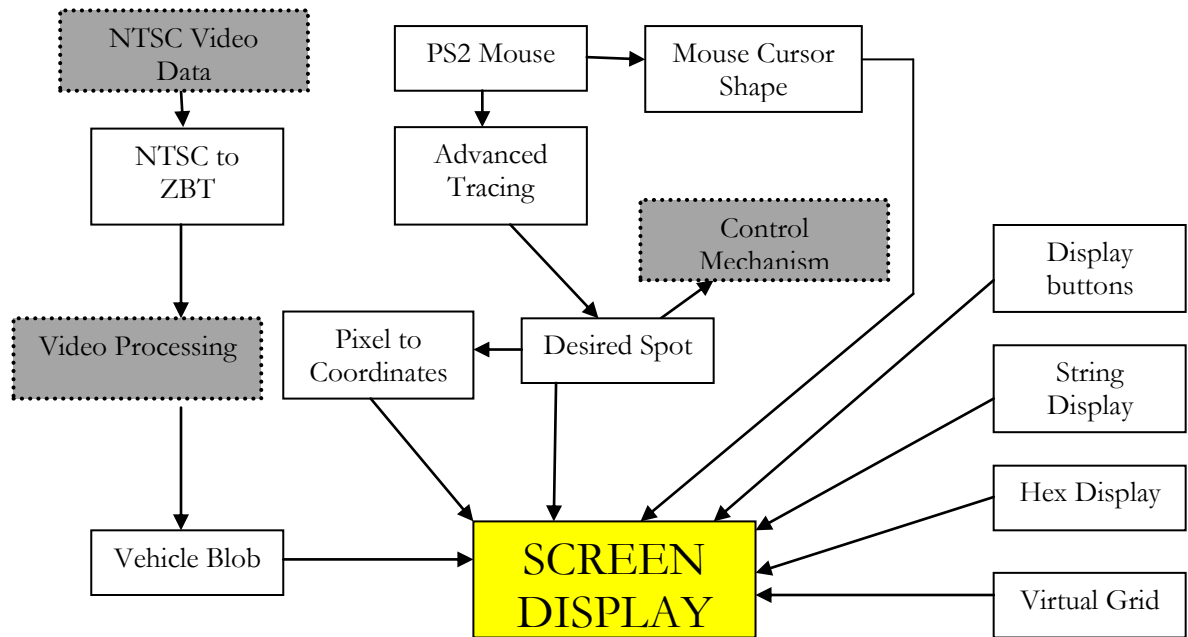 NTSC Video
Data
PS2 Mouse
Mouse Cursor
Shape
NTSC to
ZBT
Advanced
Tracing
Control
Mechanism
Display
buttons
Video Processing
Pixel to
Coordinates
Desired Spot
String
Display
Hex Display
Vehicle Blob
SCREEN
DISPLAY
Virtual Grid